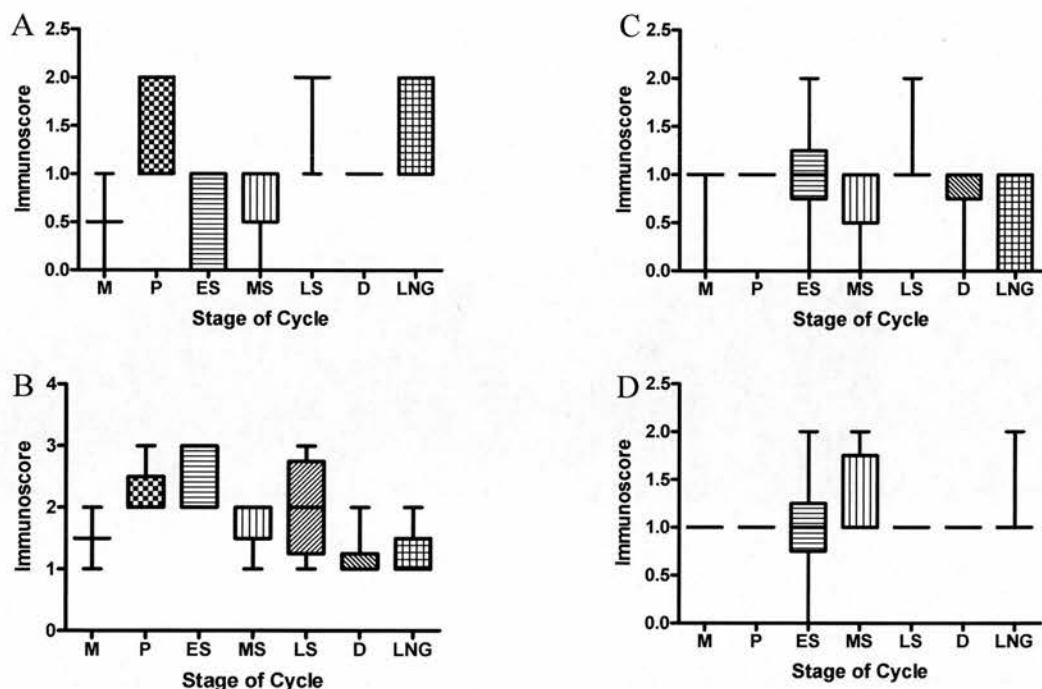 A
Immunoscore
2.5
2.0
1.5
1.0
0.5
0.0
M P ES MS LS D LNG
Stage of Cycle
C
Immunoscore
2.5
2.0
1.5
1.0
0.5
0.0
M P ES MS LS D LNG
Stage of Cycle
B
Immunoscore
4
3
2
1
0
M P ES MS LS D LNG
Stage of Cycle
D
Immunoscore
2.5
2.0
1.5
1.0
0.5
0.0
M P ES MS LS D LNG
Stage of Cycle